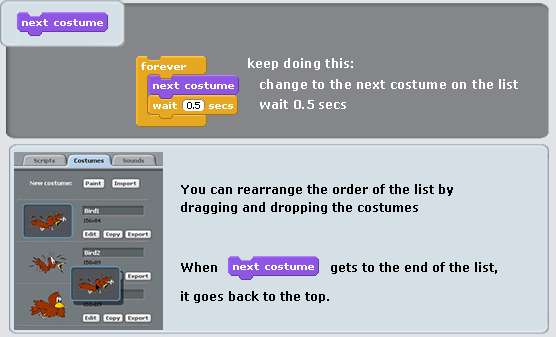 next costume
forever
next costume
wait 0.5 secs
keep doing this:
change to the next costume on the list
wait 0.5 secs
Scripts Costumes Sounds
New costume: Paint Import
Bird1
Edit Copy Export
Bird2
Export
Edit Copy Export
You can rearrange the order of the list by
dragging and dropping the costumes
When next costume gets to the end of the list,
it goes back to the top.